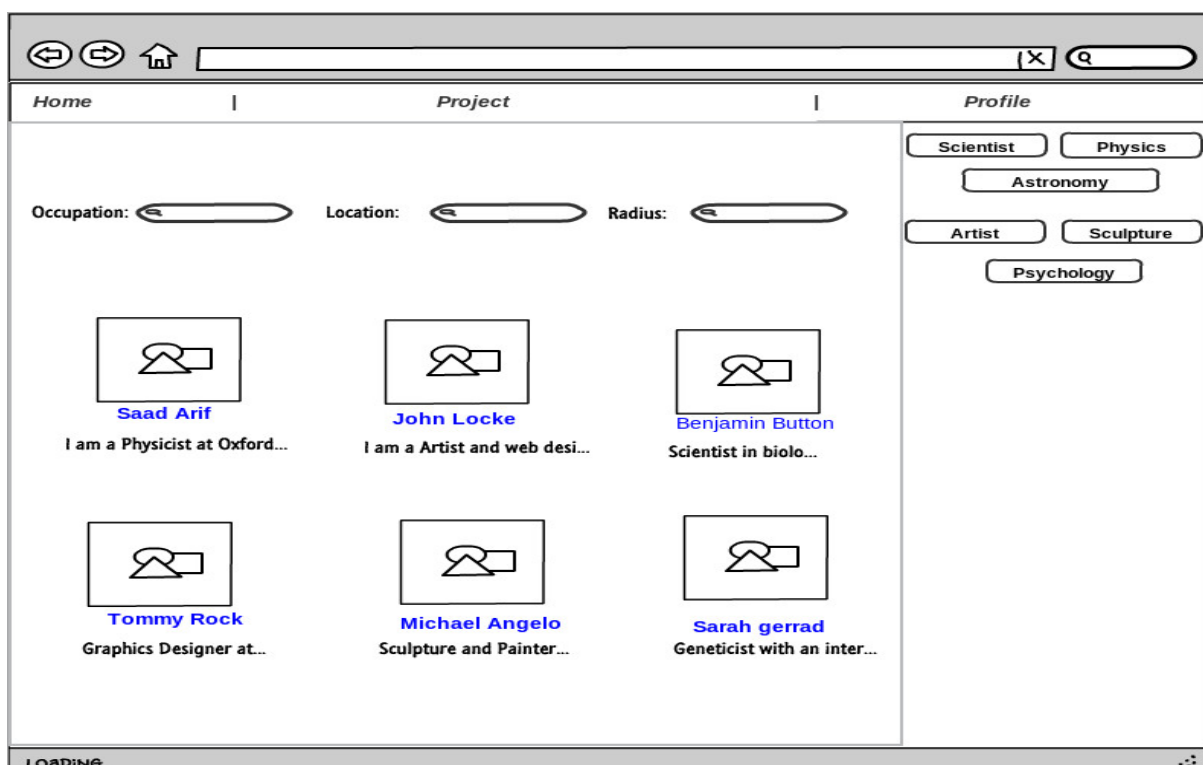 Home | Project | Profile
Scientist Physics
Astronomy
Occupation: Location: Radius:
Artist Sculpture
Psychology
Saad Arif
John Locke
Benjamin Button
I am a Physicist at Oxford...
I am a Artist and web desi...
Scientist in biolo...
Tommy Rock
Michael Angelo
Sarah gerrad
Graphics Designer at...
Sculpture and Painter...
Geneticist with an inter...
LOADING